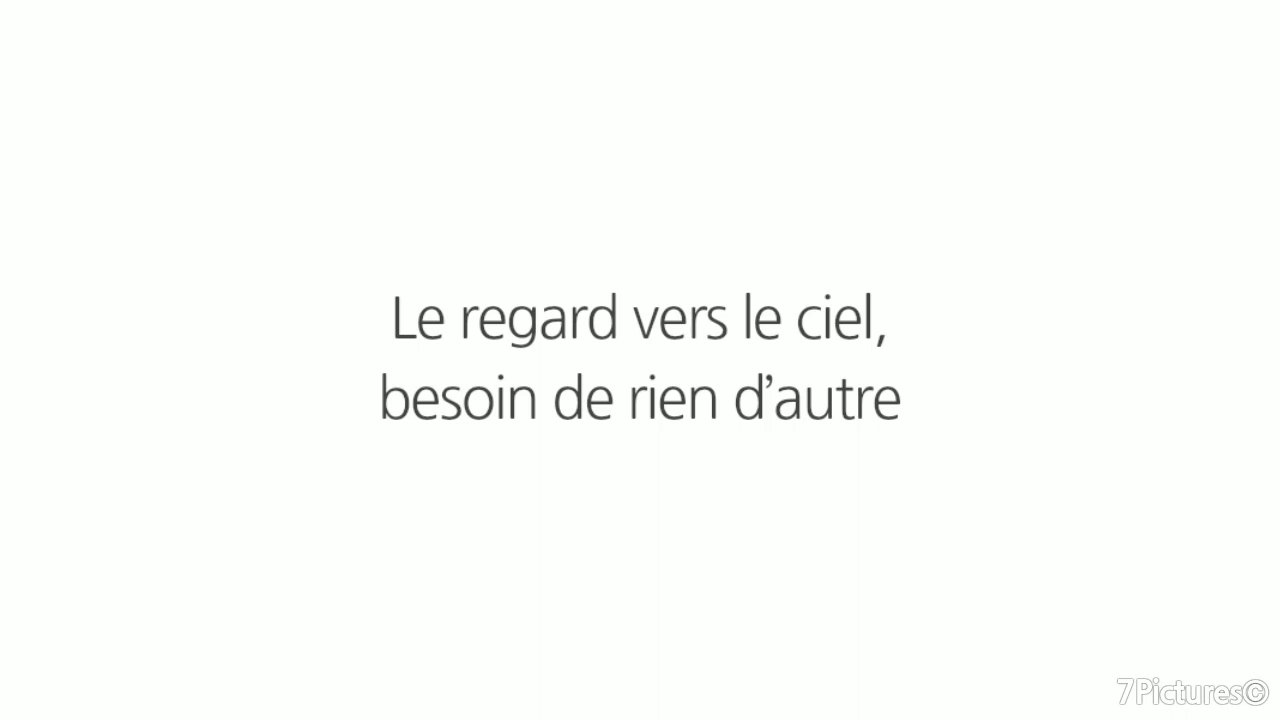 Le regard vers le ciel,
besoin de rien d’autre
7Pictures©